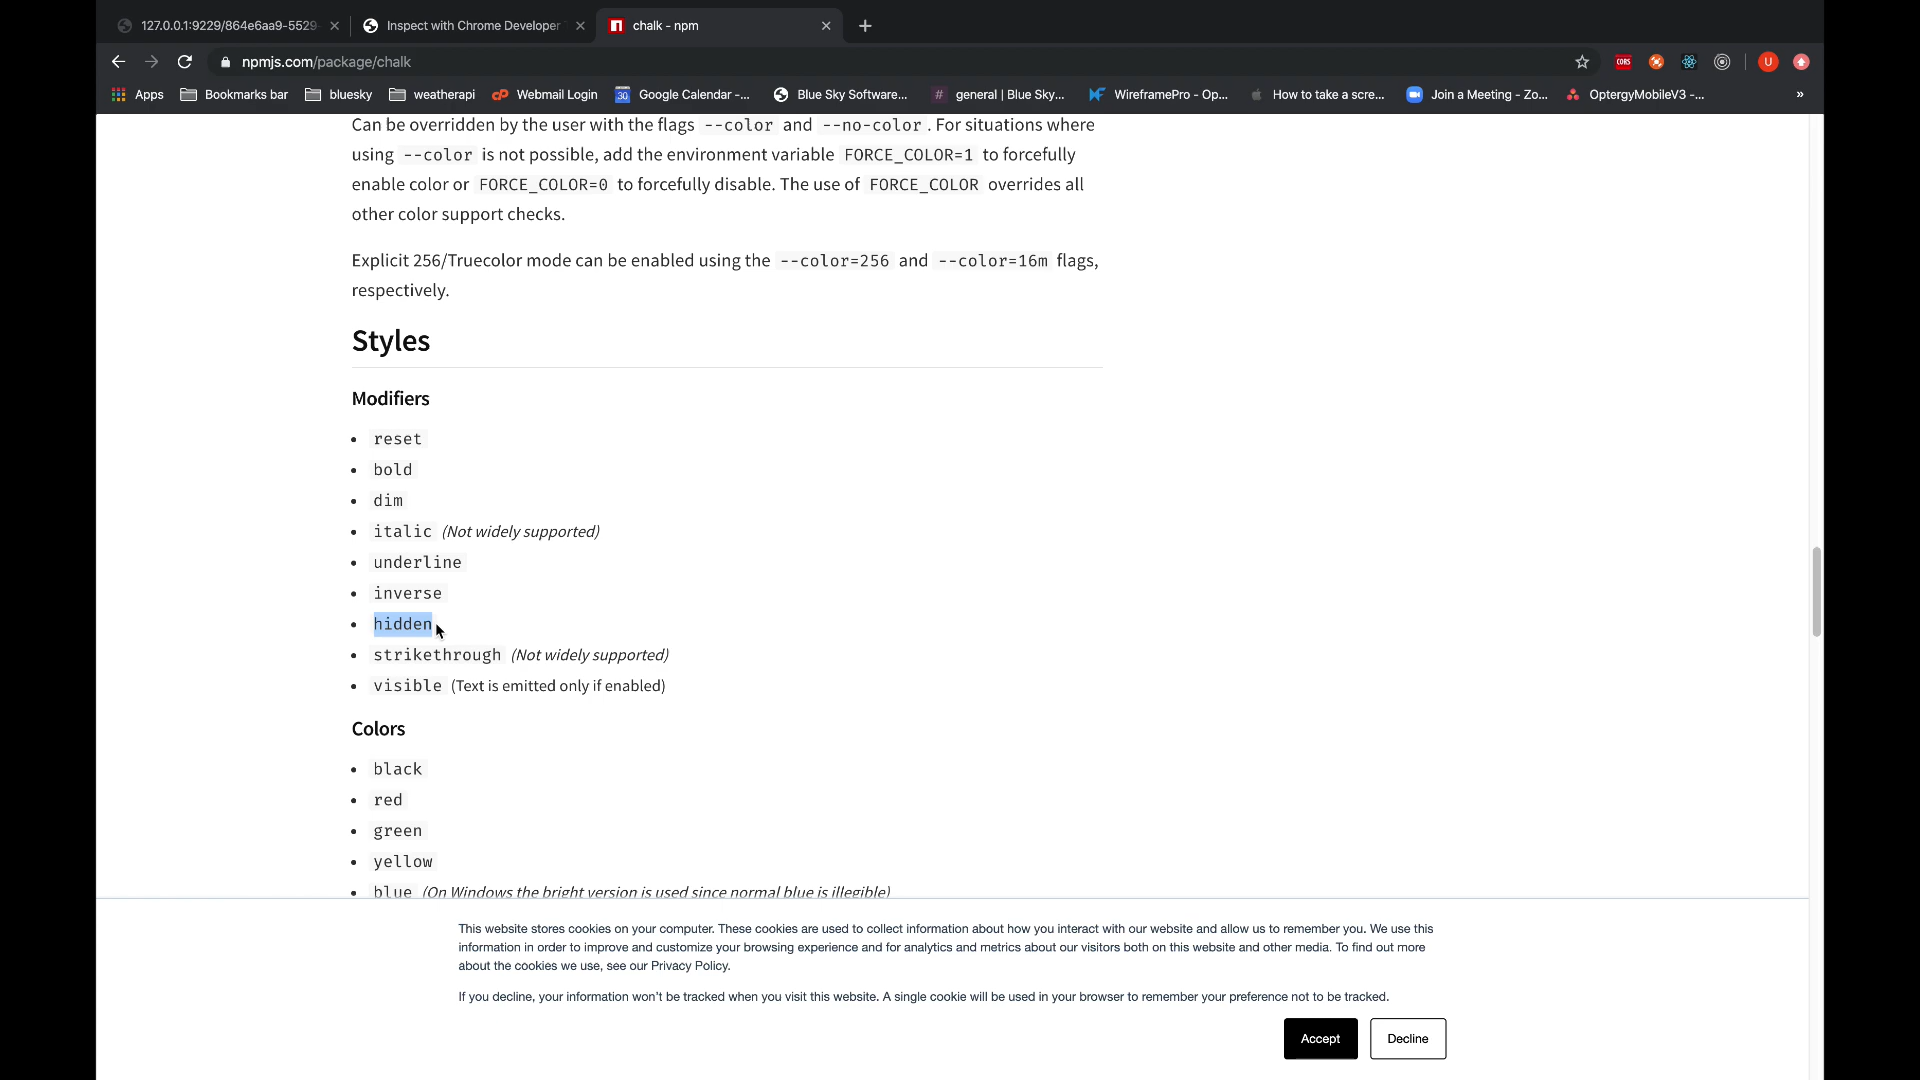 127.0.0.1:9229/864e6aa9-5529
Inspect with Chrome Developer
chalk - npm
npmjs.com/package/chalk
CORS
U
Apps
Bookmarks bar
bluesky
weatherapi
Webmail Login
30
Google Calendar -...
Blue Sky Software...
# general | Blue Sky...
WireframePro - Op...
How to take a scre...
Join a Meeting - Zo...
OptergyMobileV3 -...
»
Can be overridden by the user with the flags --color and --no-color. For situations where
using --color is not possible, add the environment variable FORCE_COLOR=1 to forcefully
enable color or FORCE_COLOR=0 to forcefully disable. The use of FORCE_COLOR overrides all
other color support checks.
Explicit 256/Truecolor mode can be enabled using the --color=256 and --color=16m flags,
respectively.
Styles
Modifiers
• reset
• bold
• dim
• italic (Not widely supported)
• underline
• inverse
• hidden
• strikethrough (Not widely supported)
• visible (Text is emitted only if enabled)
Colors
• black
• red
• green
• yellow
• blue (On Windows the bright version is used since normal blue is illegible)
This website stores cookies on your computer. These cookies are used to collect information about how you interact with our website and allow us to remember you. We use this
information in order to improve and customize your browsing experience and for analytics and metrics about our visitors both on this website and other media. To find out more
about the cookies we use, see our Privacy Policy.
If you decline, your information won't be tracked when you visit this website. A single cookie will be used in your browser to remember your preference not to be tracked.
Accept
Decline